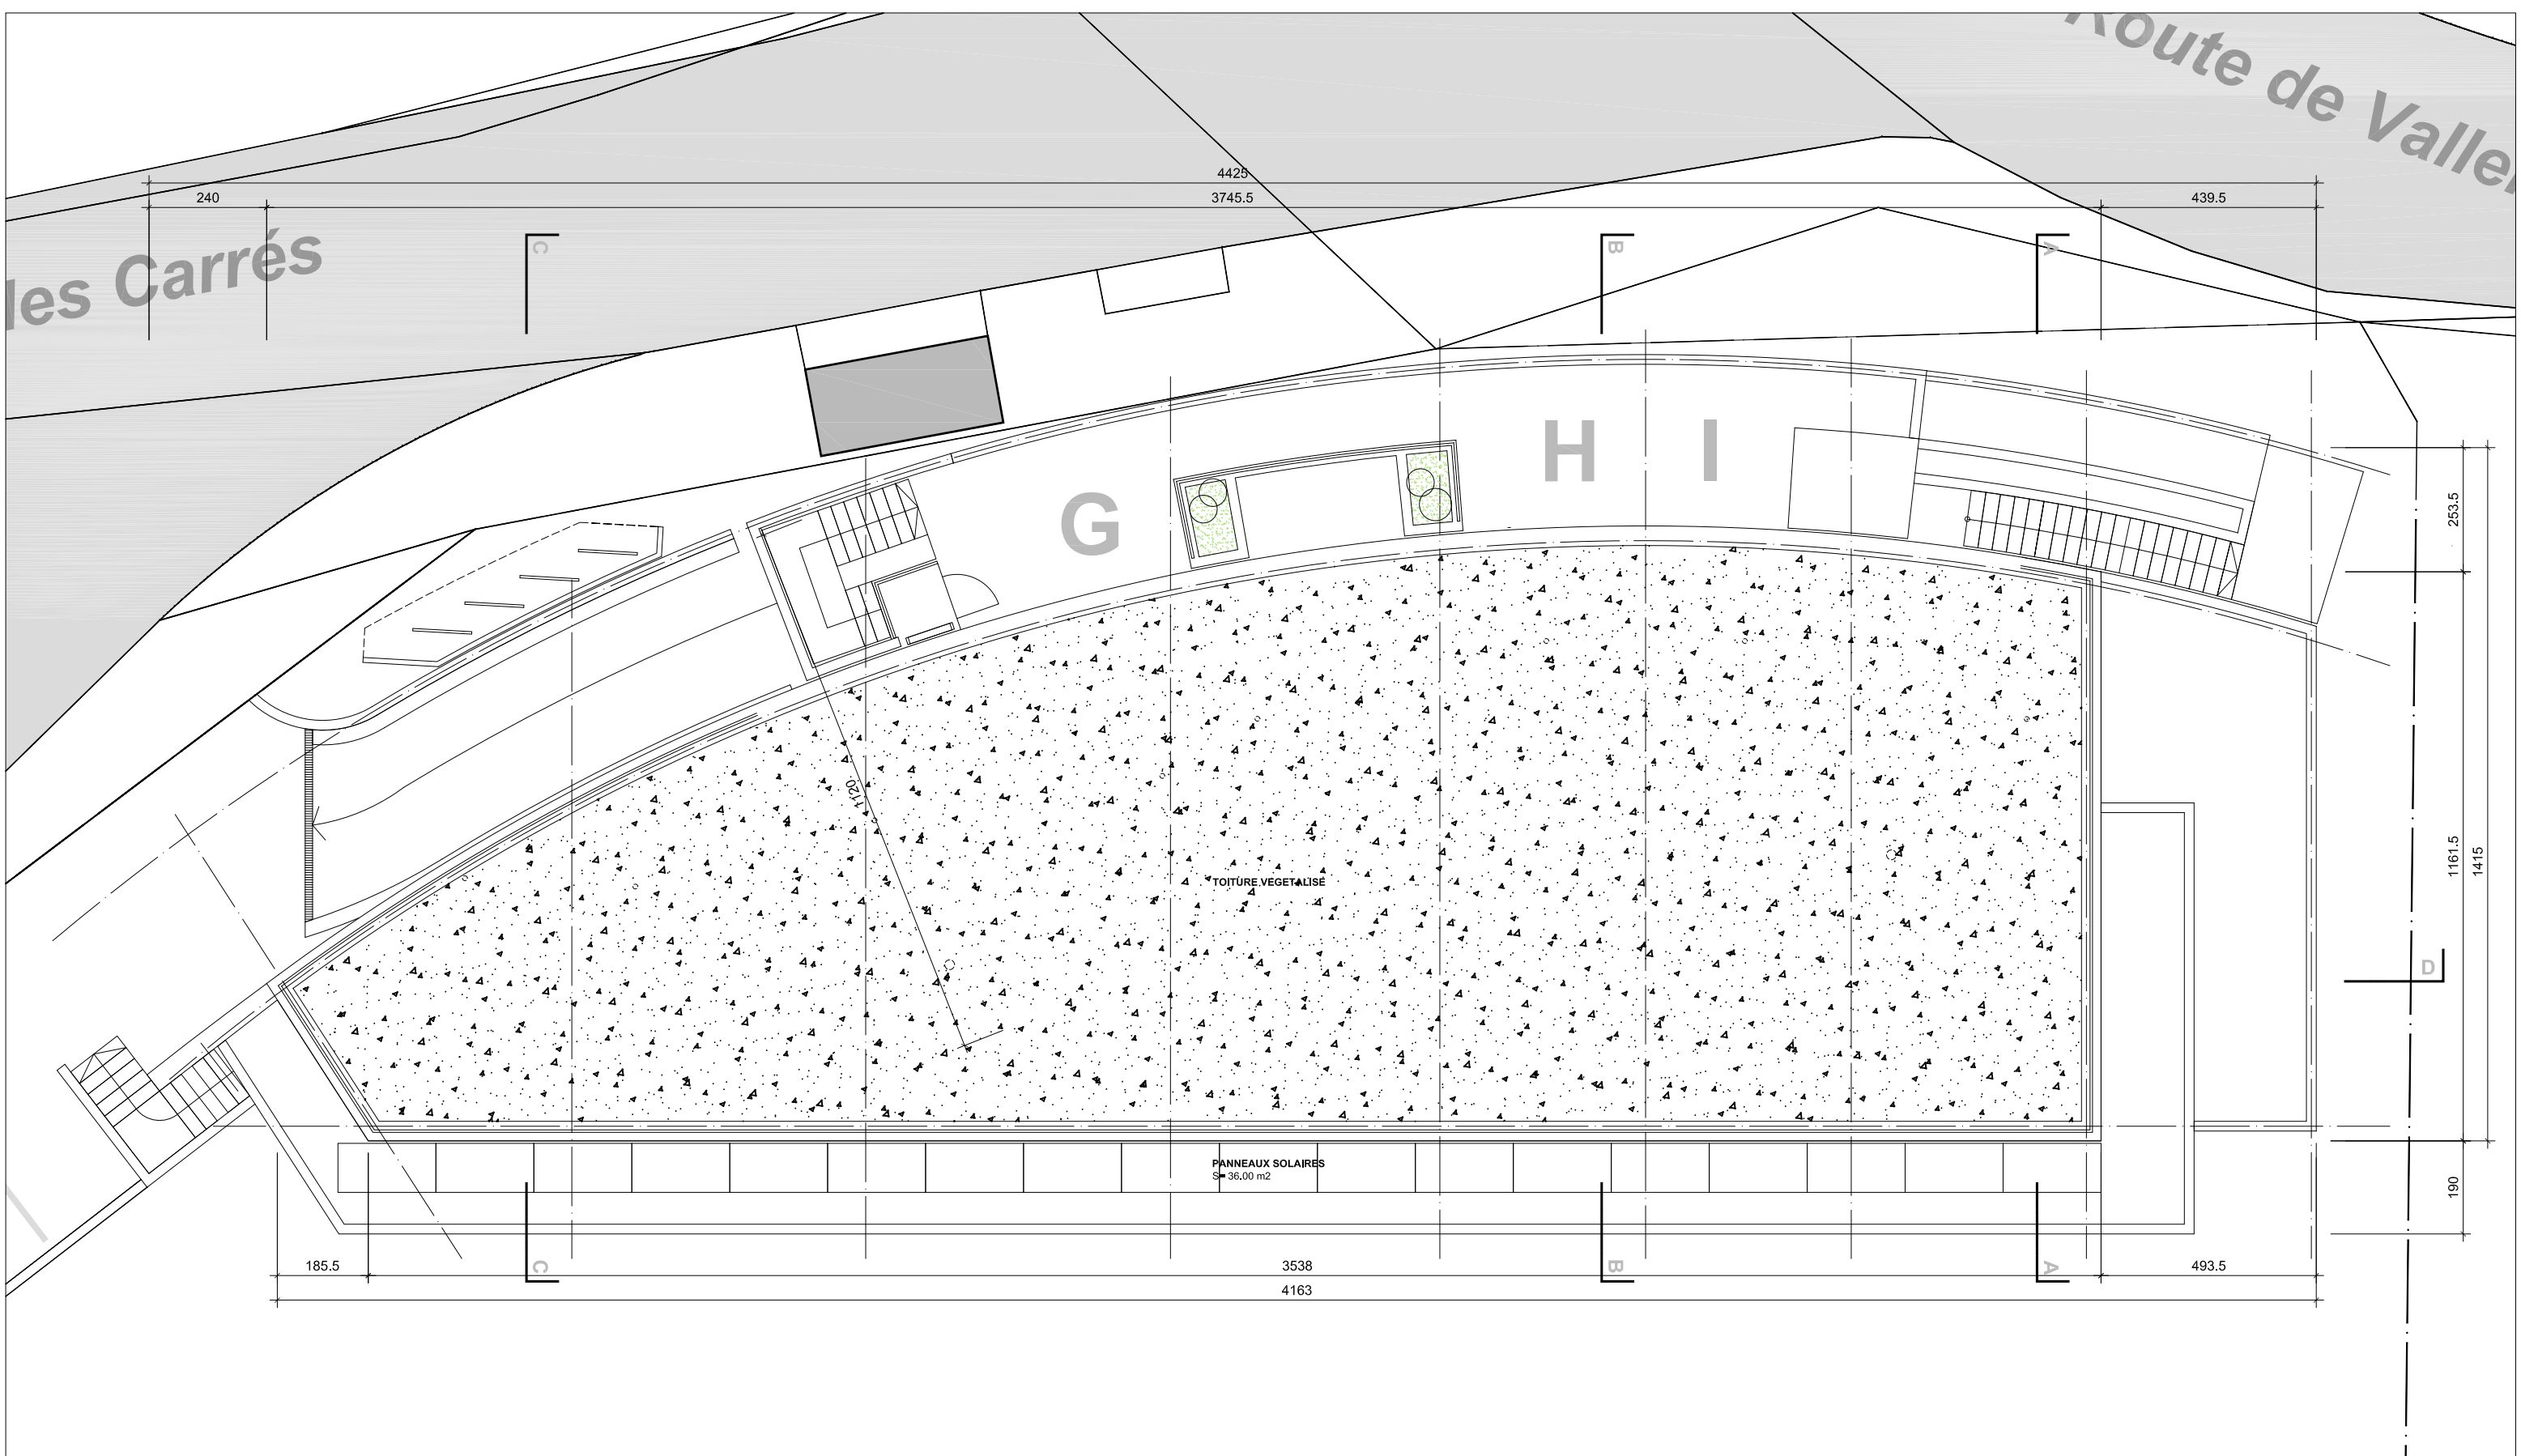 Route de Valle
4425
240
3745.5
439.5
les Carrés
C
B
A
G
H
I
253.5
1120
1161.5
1415
TOITURE VEGETALISE
D
PANNEAUX SOLAIRES
S= 36.00 m2
190
185.5
C
3538
B
A
493.5
4163